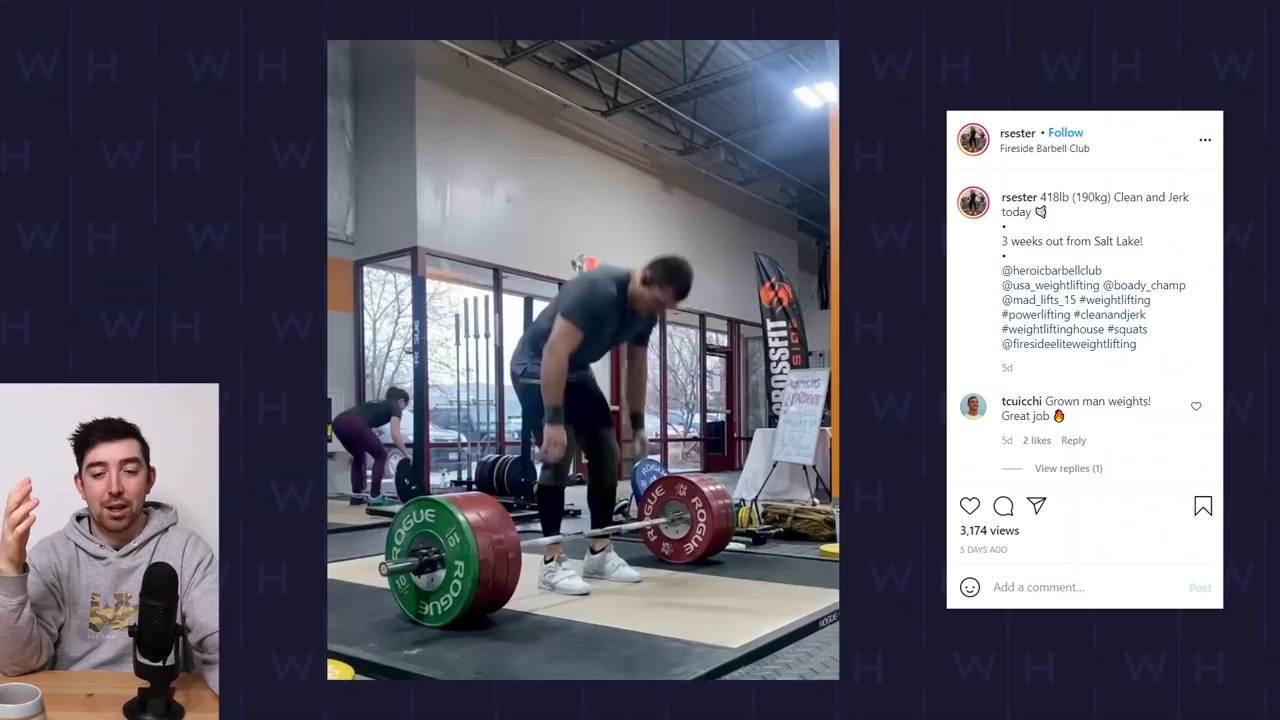 rsester • Follow
Fireside Barbell Club
rsester 418lb (190kg) Clean and Jerk
today
•
3 weeks out from Salt Lake!
•
@heroicbarbellclub
@usa_weightlifting @boady_champ
@mad_lifts_15 #weightlifting
#powerlifting #cleanandjerk
#weightliftinghouse #squats
@firesideeliteweightlifting
5d
tcuicchi Grown man weights!
Great job
5d 2 likes Reply
View replies (1)
3,174 views
5 DAYS AGO
Add a comment...
Post
CROSSFIT
ROGUE
10
ROGUE
10
ROGUE
25
ROGUE
25
W H